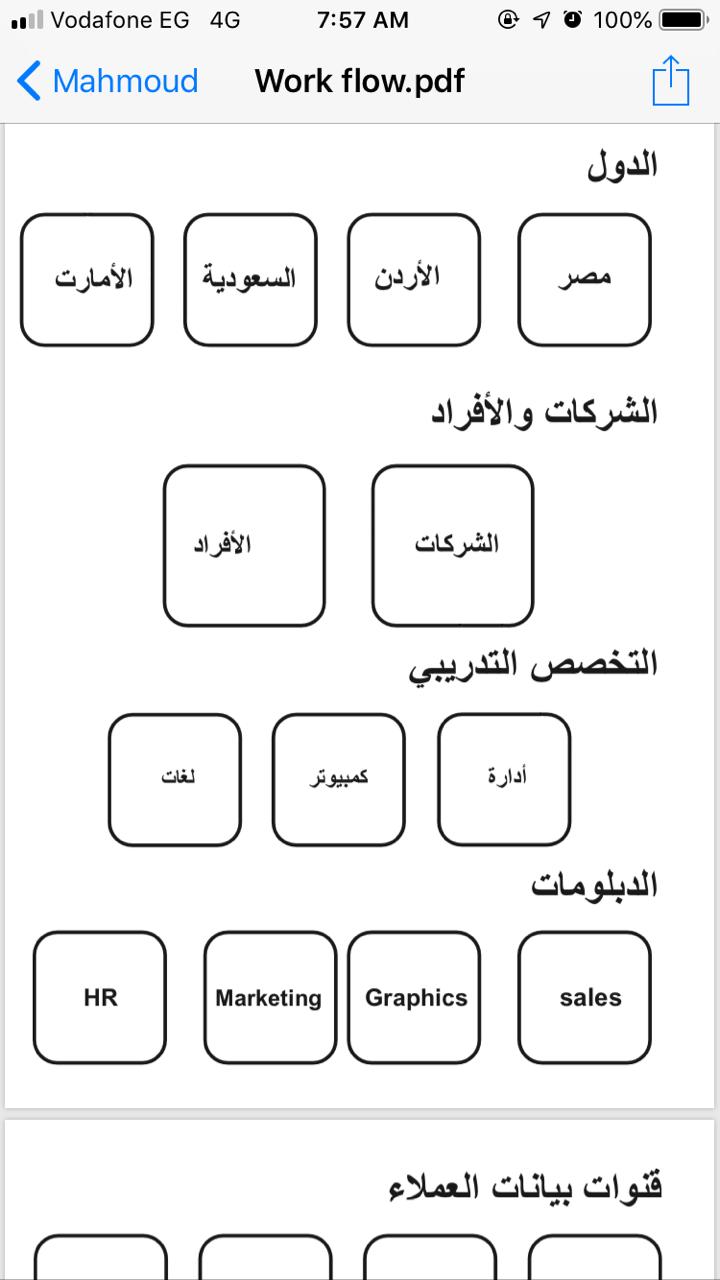 Vodafone EG 4G 7:57 AM 100%
Mahmoud Work flow.pdf
الدول
مصر الأردن السعودية الأمارت
الشركات والأفراد
الشركات الأفراد
التخصص التدريبي
أدارة كمبيوتر لغات
الدبلومات
HR Marketing Graphics sales
قنوات بيانات العملاء